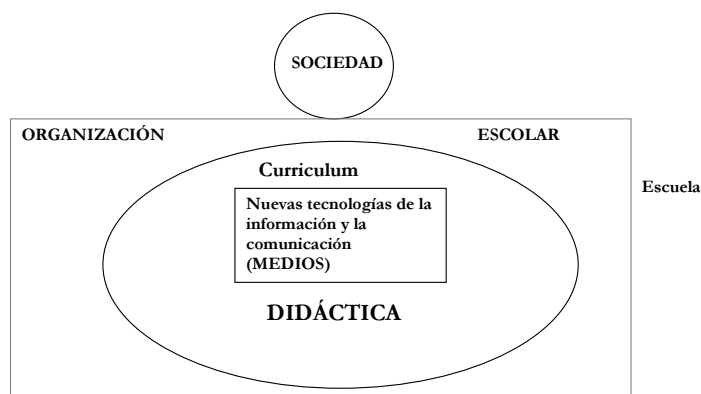 SOCIEDAD
ORGANIZACIÓN ESCOLAR
Curriculum
Escuela
Nuevas tecnologías de la
información y la
comunicación
(MEDIOS)
DIDÁCTICA